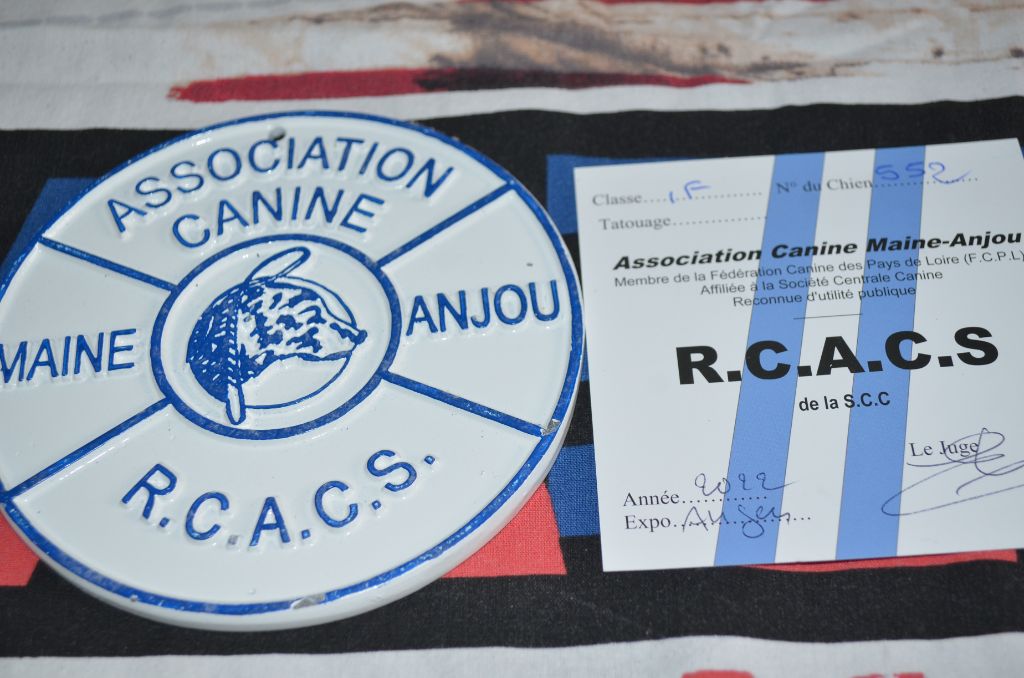 ASSOCIATION
CANINE
MAINE
ANJOU
R.C.A.C.S.
Classe.... I.F ......... N° du Chien 552 .......
Tatouage...............
Association Canine Maine-Anjou
Membre de la Fédération Canine des Pays de Loire (F.C.P.L)
Affiliée à la Société Centrale Canine
Reconnue d'utilité publique
R.C.A.C.S
de la S.C.C
Le Juge
Année.. 2022 ......
Expo.. Angers ......